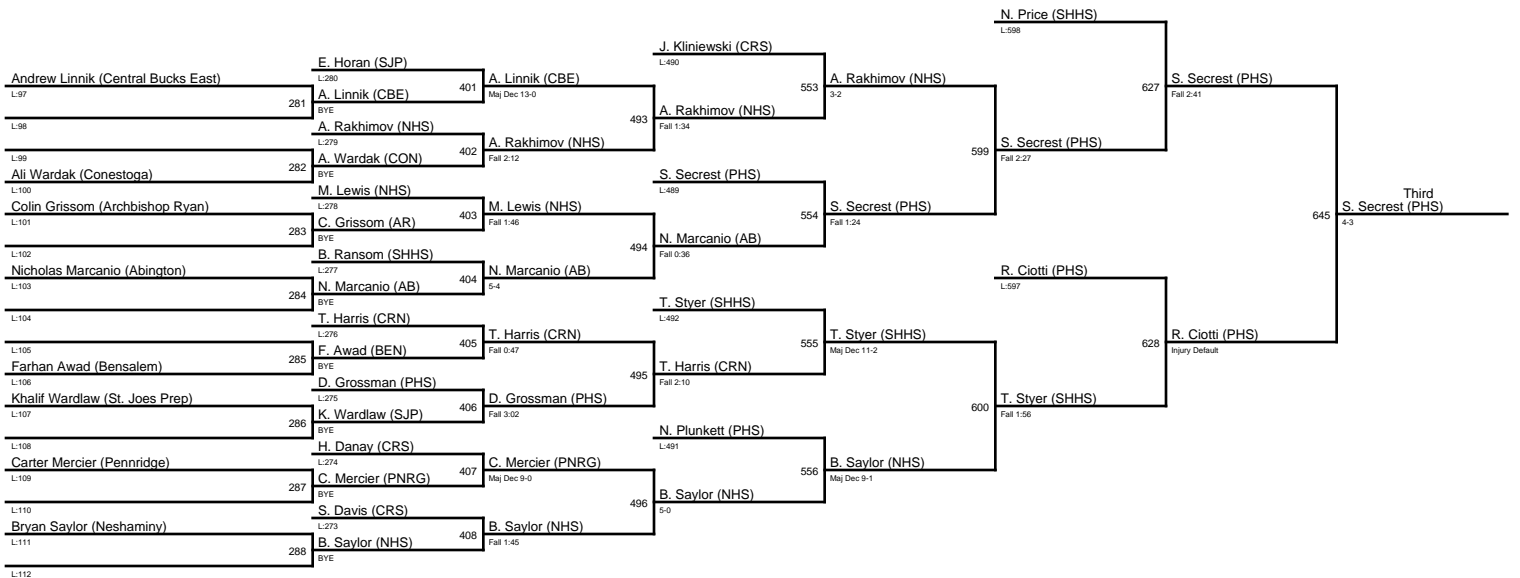 N. Price (SHHS)
L:598
J. Kliniewski (CRS)
L:490
E. Horan (SJP)
L:280
Andrew Linnik (Central Bucks East)
L:97
401
A. Linnik (CBE)
Maj Dec 13-0
553
A. Rakhimov (NHS)
3-2
627
S. Secrest (PHS)
Fall 2:41
281
A. Linnik (CBE)
BYE
L:98
493
A. Rakhimov (NHS)
Fall 1:34
A. Rakhimov (NHS)
L:279
L:99
402
A. Rakhimov (NHS)
Fall 2:12
599
S. Secrest (PHS)
Fall 2:27
282
A. Wardak (CON)
BYE
Ali Wardak (Conestoga)
L:100
S. Secrest (PHS)
L:489
M. Lewis (NHS)
L:278
Third
Colin Grissom (Archbishop Ryan)
L:101
403
M. Lewis (NHS)
Fall 1:46
554
S. Secrest (PHS)
Fall 1:24
645
S. Secrest (PHS)
4-3
283
C. Grissom (AR)
BYE
L:102
494
N. Marcanio (AB)
Fall 0:36
B. Ransom (SHHS)
L:277
Nicholas Marcanio (Abington)
L:103
404
N. Marcanio (AB)
5-4
R. Ciotti (PHS)
L:597
284
N. Marcanio (AB)
BYE
L:104
T. Styer (SHHS)
L:492
T. Harris (CRN)
L:276
L:105
405
T. Harris (CRN)
Fall 0:47
555
T. Styer (SHHS)
Maj Dec 11-2
628
R. Ciotti (PHS)
Injury Default
285
F. Awad (BEN)
BYE
Farhan Awad (Bensalem)
L:106
495
T. Harris (CRN)
Fall 2:10
D. Grossman (PHS)
L:275
Khalif Wardlaw (St. Joes Prep)
L:107
406
D. Grossman (PHS)
Fall 3:02
600
T. Styer (SHHS)
Fall 1:56
286
K. Wardlaw (SJP)
BYE
L:108
N. Plunkett (PHS)
L:491
H. Danay (CRS)
L:274
Carter Mercier (Pennridge)
L:109
407
C. Mercier (PNRG)
Maj Dec 9-0
556
B. Saylor (NHS)
Maj Dec 9-1
287
C. Mercier (PNRG)
BYE
L:110
496
B. Saylor (NHS)
5-0
S. Davis (CRS)
L:273
Bryan Saylor (Neshaminy)
L:111
408
B. Saylor (NHS)
Fall 1:45
288
B. Saylor (NHS)
BYE
L:112